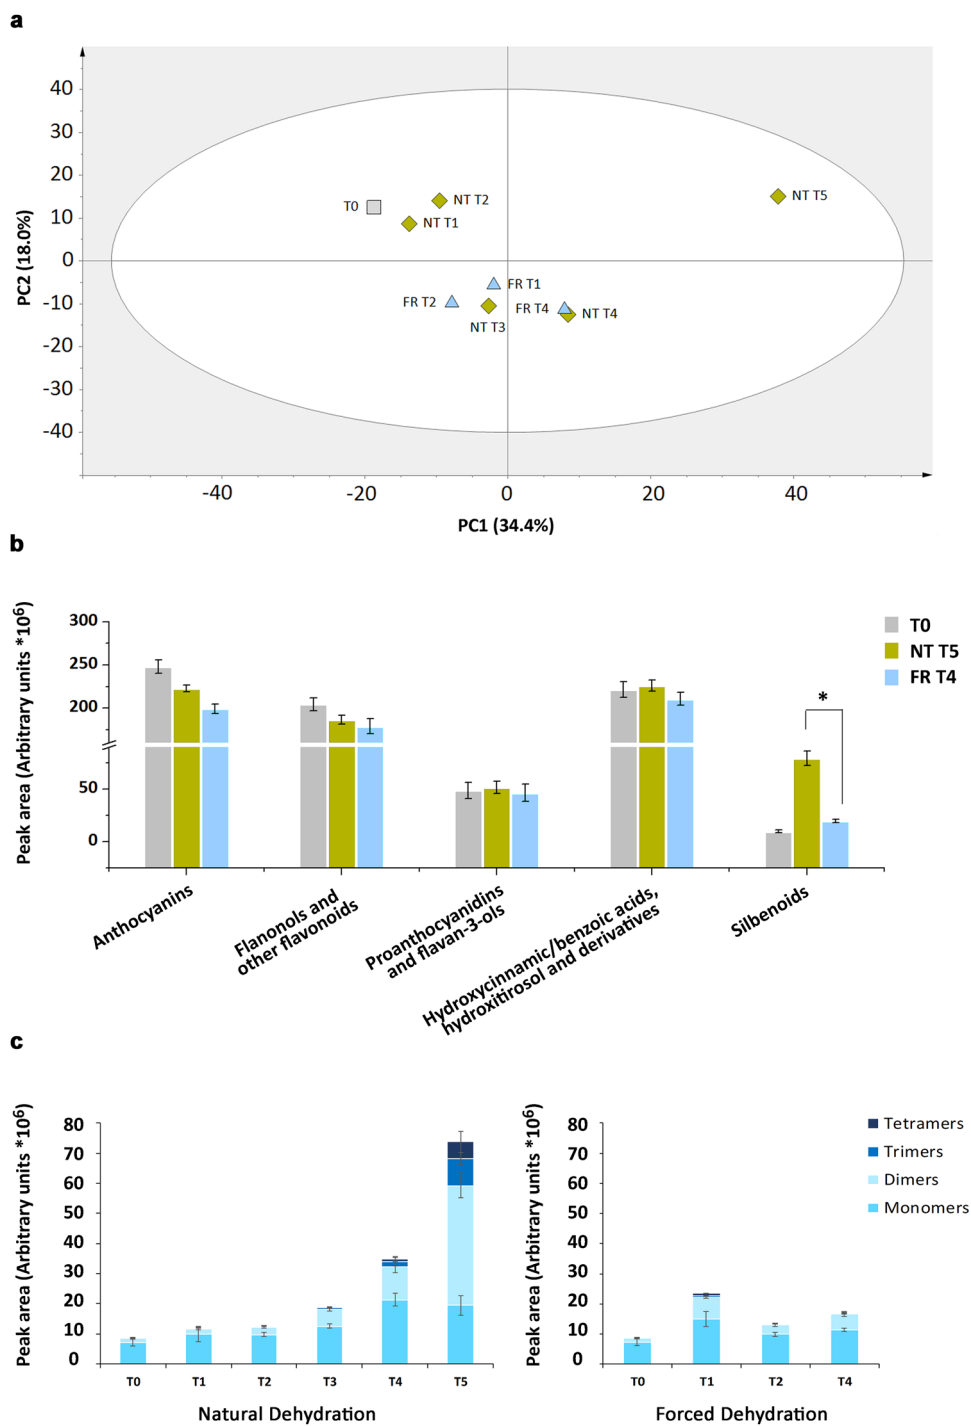 a
40
30
20
10
0
-10
-20
-30
-40
PC2 (18.0%)
T0
NT T2
NT T1
NT T5
FR T1
FR T2
FR T4
NT T3
NT T4
-40
-20
0
20
40
PC1 (34.4%)
b
Peak area (Arbitrary units *10⁶)
300
250
200
50
0
*
T0
NT T5
FR T4
Anthocyanins
Flanonols and
other flavonoids
Proanthocyanidins
and flavan-3-ols
Hydroxycinnamic/benzoic acids,
hydroxitirosol and derivatives
Silbenoids
c
Peak area (Arbitrary units *10⁶)
80
70
60
50
40
30
20
10
0
T0
T1
T2
T3
T4
T5
Natural Dehydration
Peak area (Arbitrary units *10⁶)
80
70
60
50
40
30
20
10
0
T0
T1
T2
T4
Forced Dehydration
Tetramers
Trimers
Dimers
Monomers